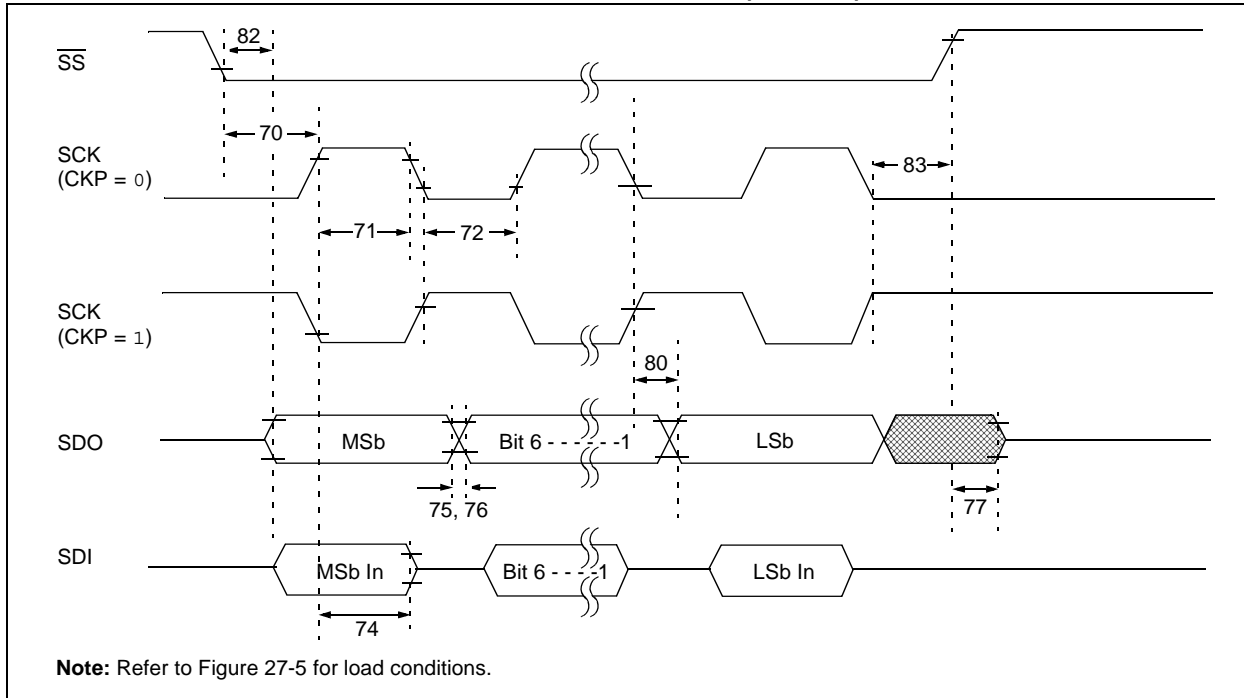 SS
82
70
SCK
(CKP = 0)
83
71
72
SCK
(CKP = 1)
80
SDO
MSb
Bit 6 - - - - - -1
LSb
75, 76
77
SDI
MSb In
Bit 6 - - - -1
LSb In
74
Note: Refer to Figure 27-5 for load conditions.